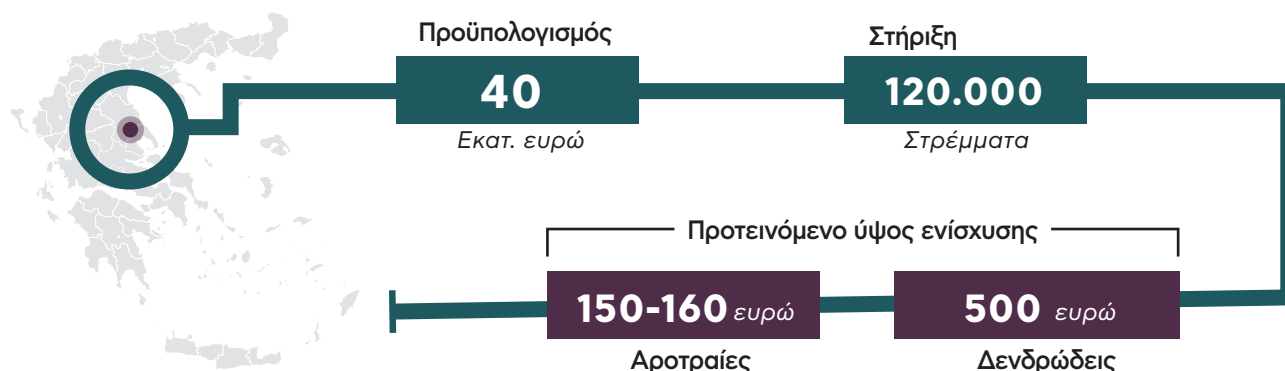 Προϋπολογισμός
40
Εκατ. ευρώ
Στήριξη
120.000
Στρέμματα
Προτεινόμενο ύψος ενίσχυσης
150-160 ευρώ
Αροτραίες
500 ευρώ
Δενδρώδεις